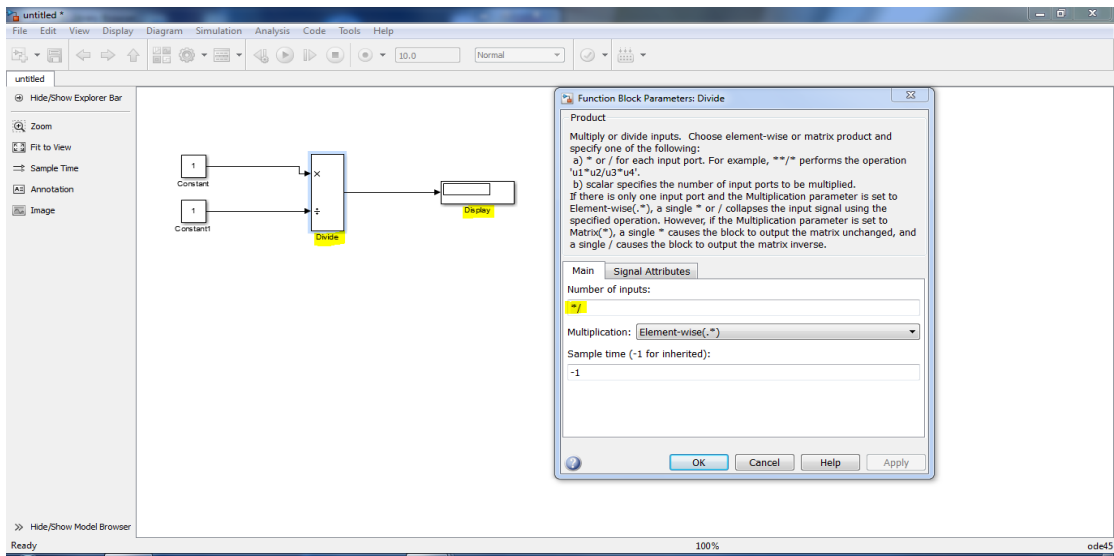 untitled *
File Edit View Display Diagram Simulation Analysis Code Tools Help
10.0
Normal
untitled
Hide/Show Explorer Bar
Zoom
Fit to View
Sample Time
Annotation
Image
1
Constant
1
Constant1
×
÷
Divide
Display
Function Block Parameters: Divide
Product
Multiply or divide inputs. Choose element-wise or matrix product and
specify one of the following:
a) * or / for each input port. For example, **/* performs the operation
'u1*u2/u3*u4'.
b) scalar specifies the number of input ports to be multiplied.
If there is only one input port and the Multiplication parameter is set to
Element-wise(.*), a single * or / collapses the input signal using the
specified operation. However, if the Multiplication parameter is set to
Matrix(*), a single * causes the block to output the matrix unchanged, and
a single / causes the block to output the matrix inverse.
Main Signal Attributes
Number of inputs:
*/
Multiplication: Element-wise(.*)
Sample time (-1 for inherited):
-1
OK Cancel Help Apply
Hide/Show Model Browser
Ready 100% ode45